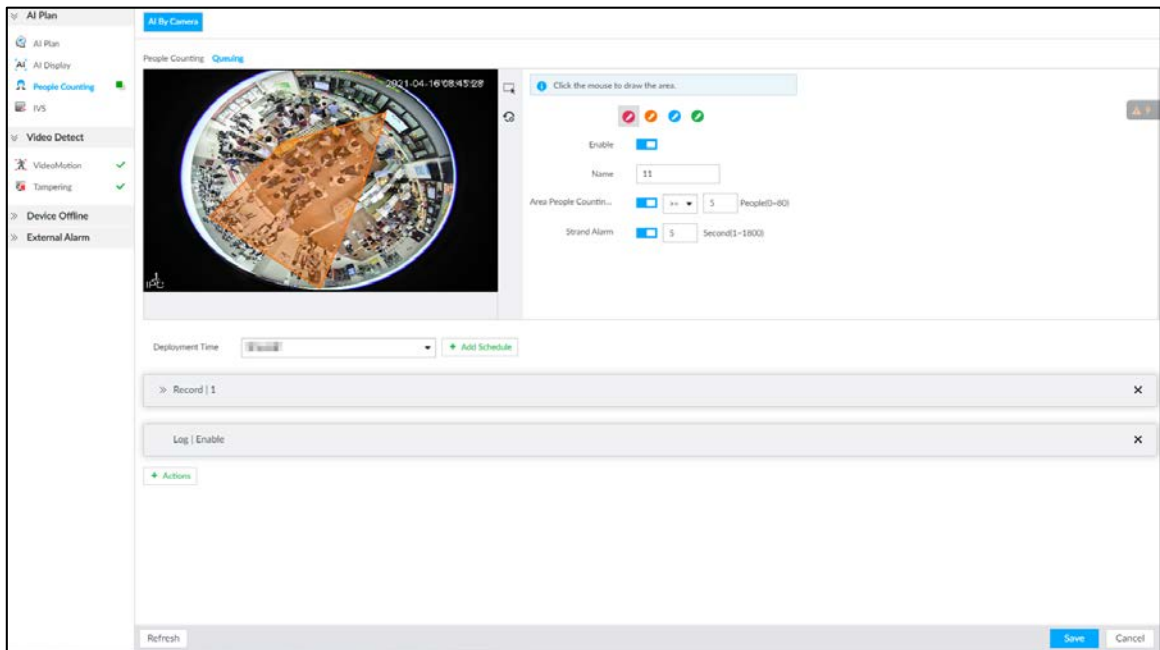 AI Plan
AI Plan
AI AI Display
People Counting
IVS
Video Detect
VideoMotion
Tampering
Device Offline
External Alarm
AI By Camera
People Counting Queuing
2021-04-16 08:45:28
IPC
Click the mouse to draw the area.
Enable
Name 11
Area People Countin... >= 5 People(0~80)
Strand Alarm 5 Second(1~1800)
Deployment Time + Add Schedule
Record | 1
Log | Enable
+ Actions
Refresh Save Cancel